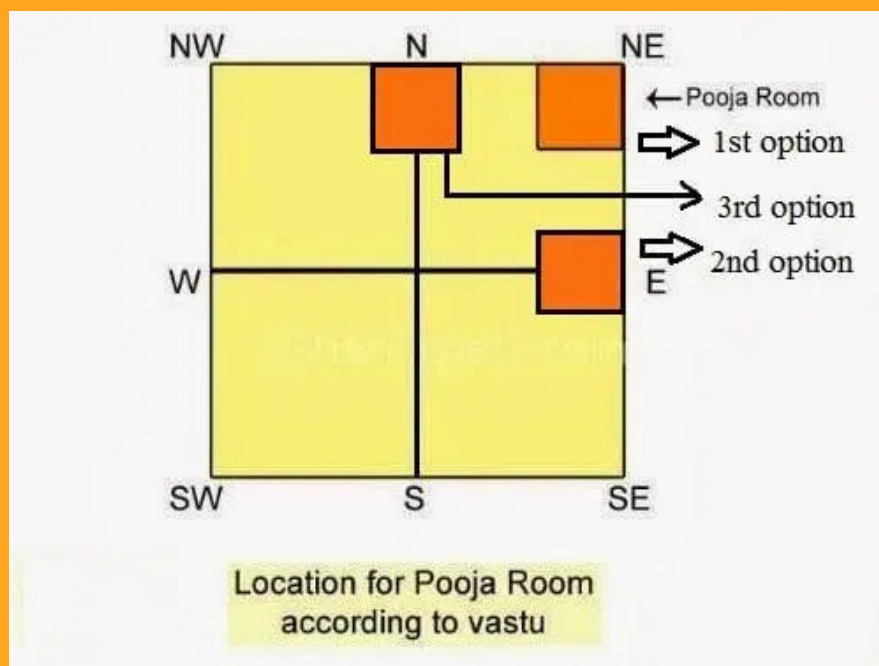 NW N NE
←Pooja Room
1st option
3rd option
2nd option
W E
SW S SE
Location for Pooja Room
according to vastu